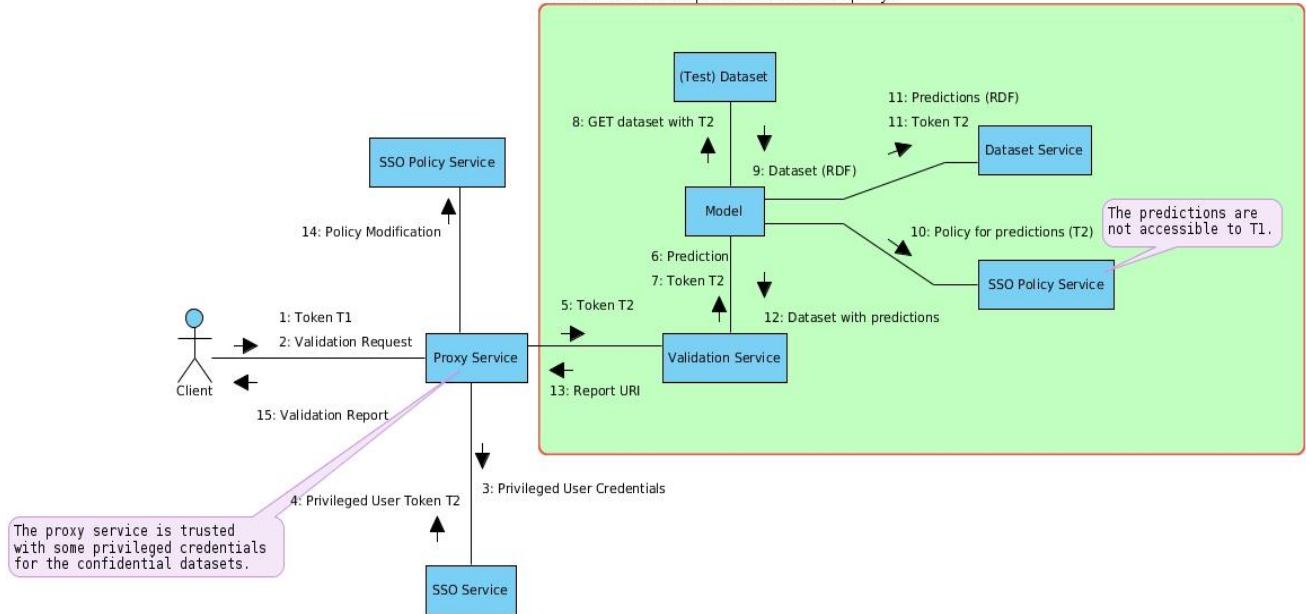 (Test) Dataset
11: Predictions (RDF)
8: GET dataset with T2
11: Token T2
SSO Policy Service
Dataset Service
9: Dataset (RDF)
Model
The predictions are
not accessible to T1.
14: Policy Modification
10: Policy for predictions (T2)
6: Prediction
7: Token T2
SSO Policy Service
5: Token T2
1: Token T1
12: Dataset with predictions
2: Validation Request
Proxy Service
Validation Service
Client
13: Report URI
15: Validation Report
3: Privileged User Credentials
4: Privileged User Token T2
The proxy service is trusted
with some privileged credentials
for the confidential datasets.
SSO Service